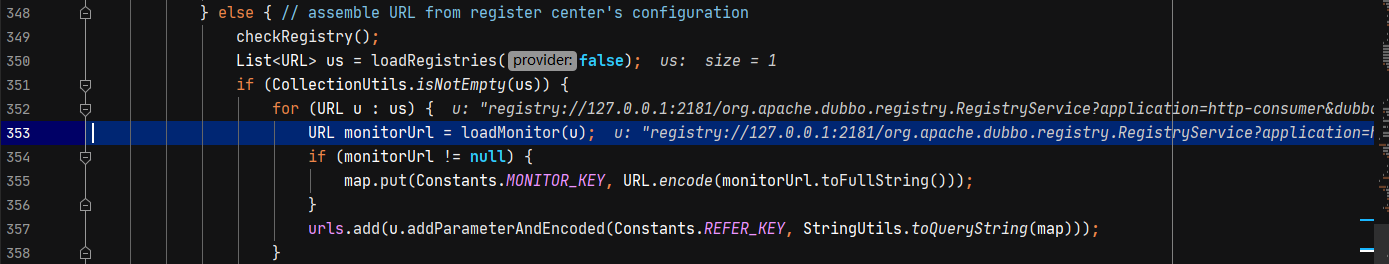 348 } else { // assemble URL from register center's configuration
349 checkRegistry();
350 List<URL> us = loadRegistries( provider: false); us: size = 1
351 if (CollectionUtils.isNotEmpty(us)) {
352 for (URL u : us) { u: "registry://127.0.0.1:2181/org.apache.dubbo.registry.RegistryService?application=http-consumer&dubbo
353 URL monitorUrl = loadMonitor(u); u: "registry://127.0.0.1:2181/org.apache.dubbo.registry.RegistryService?application=h
354 if (monitorUrl != null) {
355 map.put(Constants.MONITOR_KEY, URL.encode(monitorUrl.toFullString()));
356 }
357 urls.add(u.addParameterAndEncoded(Constants.REFER_KEY, StringUtils.toQueryString(map)));
358 }